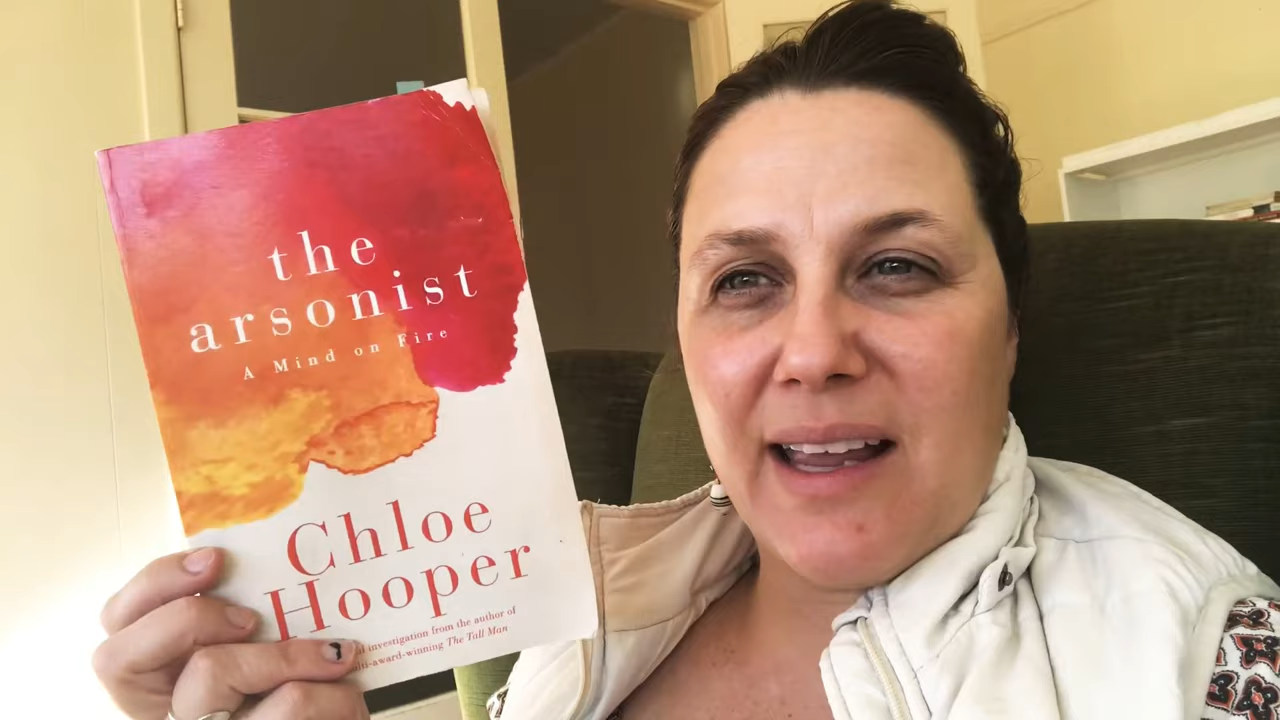 the
arsonist
A Mind on Fire
Chloe
Hooper
investigation from the author of
award-winning The Tall Man